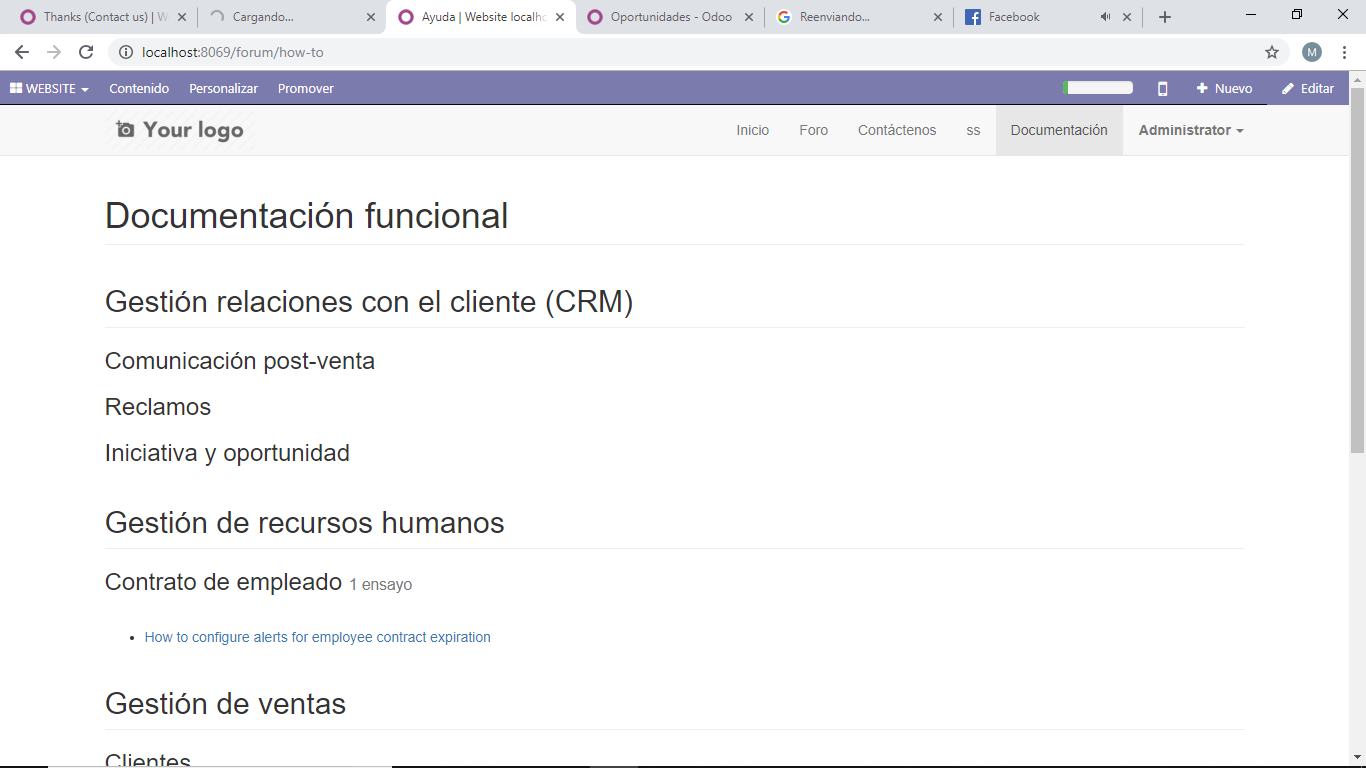 Thanks (Contact us) | W
Cargando...
Ayuda | Website localho
Oportunidades - Odoo
Reenviando...
Facebook
localhost:8069/forum/how-to
M
WEBSITE
Contenido
Personalizar
Promover
Nuevo
Editar
Your logo
Inicio
Foro
Contáctenos
ss
Documentación
Administrator
Documentación funcional
Gestión relaciones con el cliente (CRM)
Comunicación post-venta
Reclamos
Iniciativa y oportunidad
Gestión de recursos humanos
Contrato de empleado 1 ensayo
How to configure alerts for employee contract expiration
Gestión de ventas
Clientes